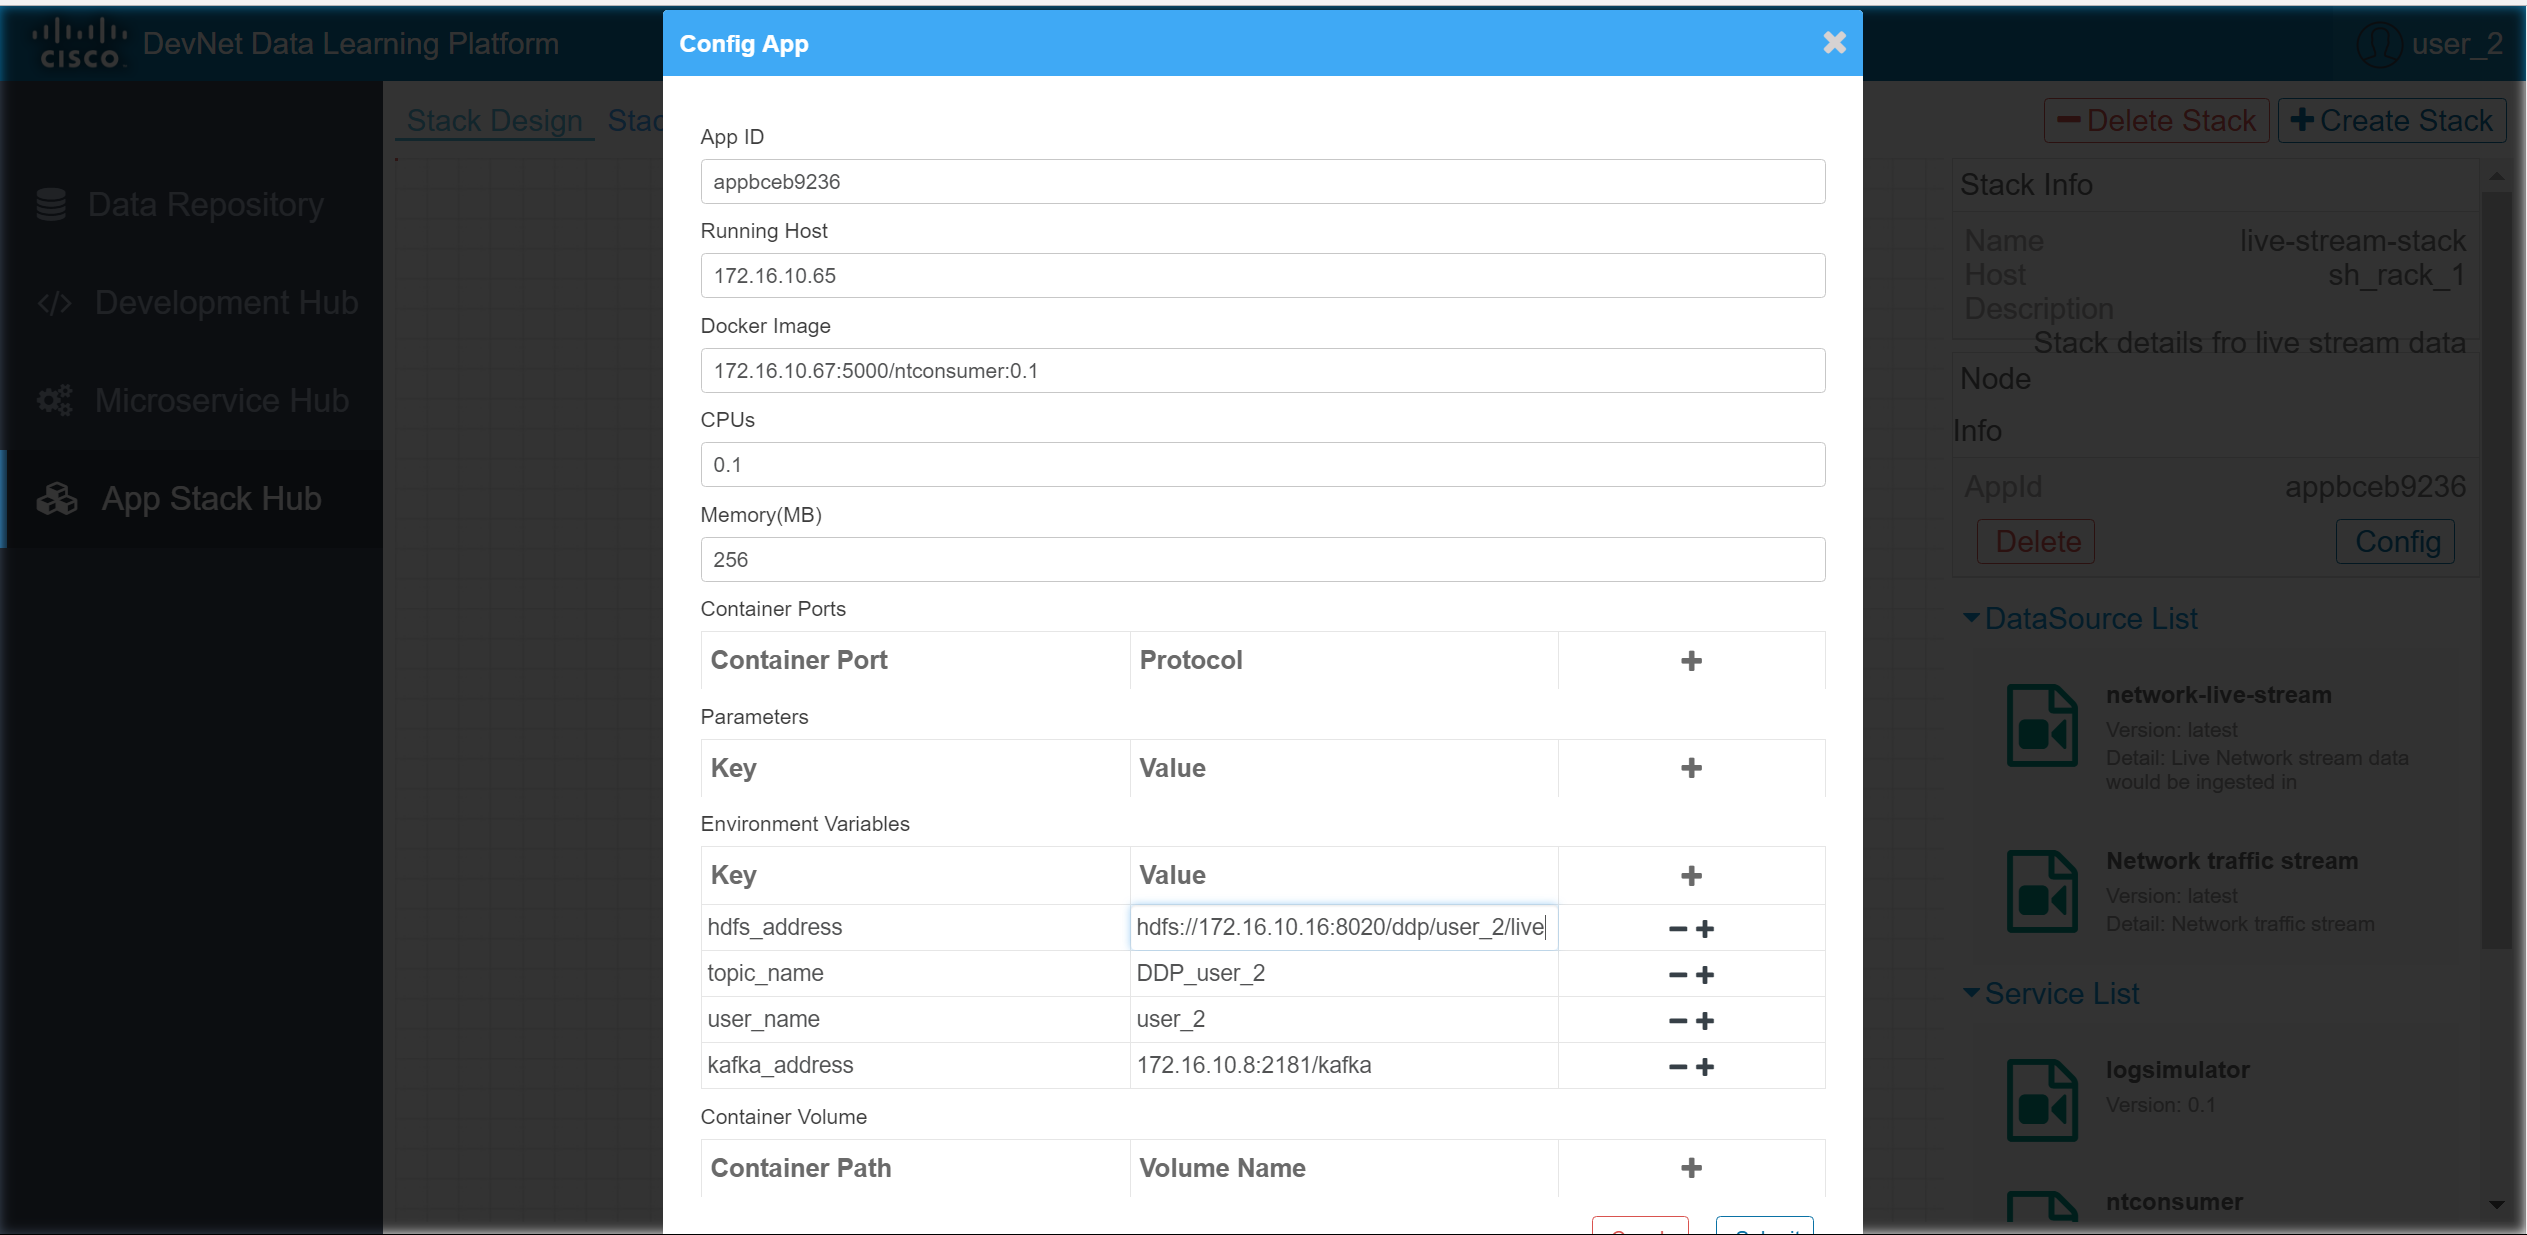 CISCO
DevNet Data Learning Platform
user_2
Data Repository
Development Hub
Microservice Hub
App Stack Hub
Stack Design
Delete Stack
Create Stack
Config App
App ID
appbceb9236
Running Host
172.16.10.65
Docker Image
172.16.10.67:5000/ntconsumer:0.1
CPUs
0.1
Memory(MB)
256
Container Ports
Container Port Protocol
Parameters
Key Value
Environment Variables
Key Value
hdfs_address hdfs://172.16.10.16:8020/ddp/user_2/live
topic_name DDP_user_2
user_name user_2
kafka_address 172.16.10.8:2181/kafka
Container Volume
Container Path Volume Name
Stack Info
Name live-stream-stack
Host sh_rack_1
Description
Stack details fro live stream data
Node
Info
AppId appbceb9236
Delete Config
DataSource List
network-live-stream
Version: latest
Detail: Live Network stream data
would be ingested in
Network traffic stream
Version: latest
Detail: Network traffic stream
Service List
logsimulator
Version: 0.1
ntconsumer